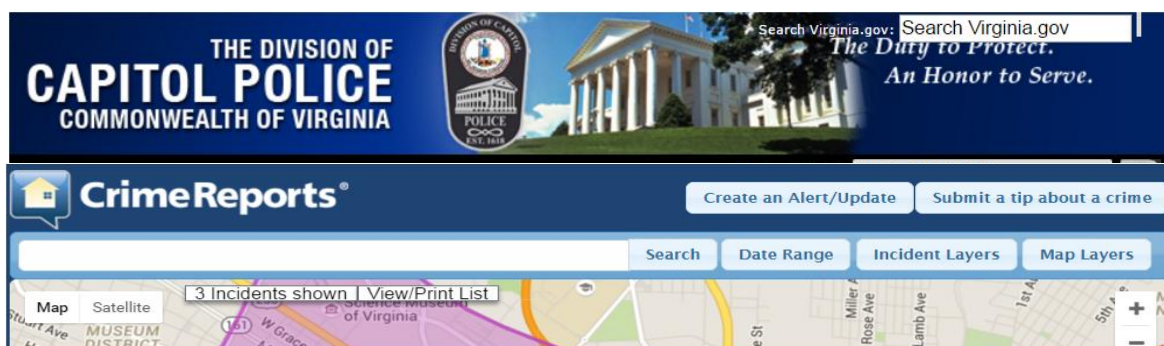 THE DIVISION OF
CAPITOL POLICE
COMMONWEALTH OF VIRGINIA
DIVISION OF CAPITOL
POLICE
EST. 1618
Search Virginia.gov: Search Virginia.gov
The Duty to Protect.
An Honor to Serve.
CrimeReports®
Create an Alert/Update
Submit a tip about a crime
Search
Date Range
Incident Layers
Map Layers
Map
Satellite
3 Incidents shown | View/Print List
Science Museum
of Virginia
MUSEUM
DISTRICT
161
W Grace
Rose Ave
Lamb Ave
+
−